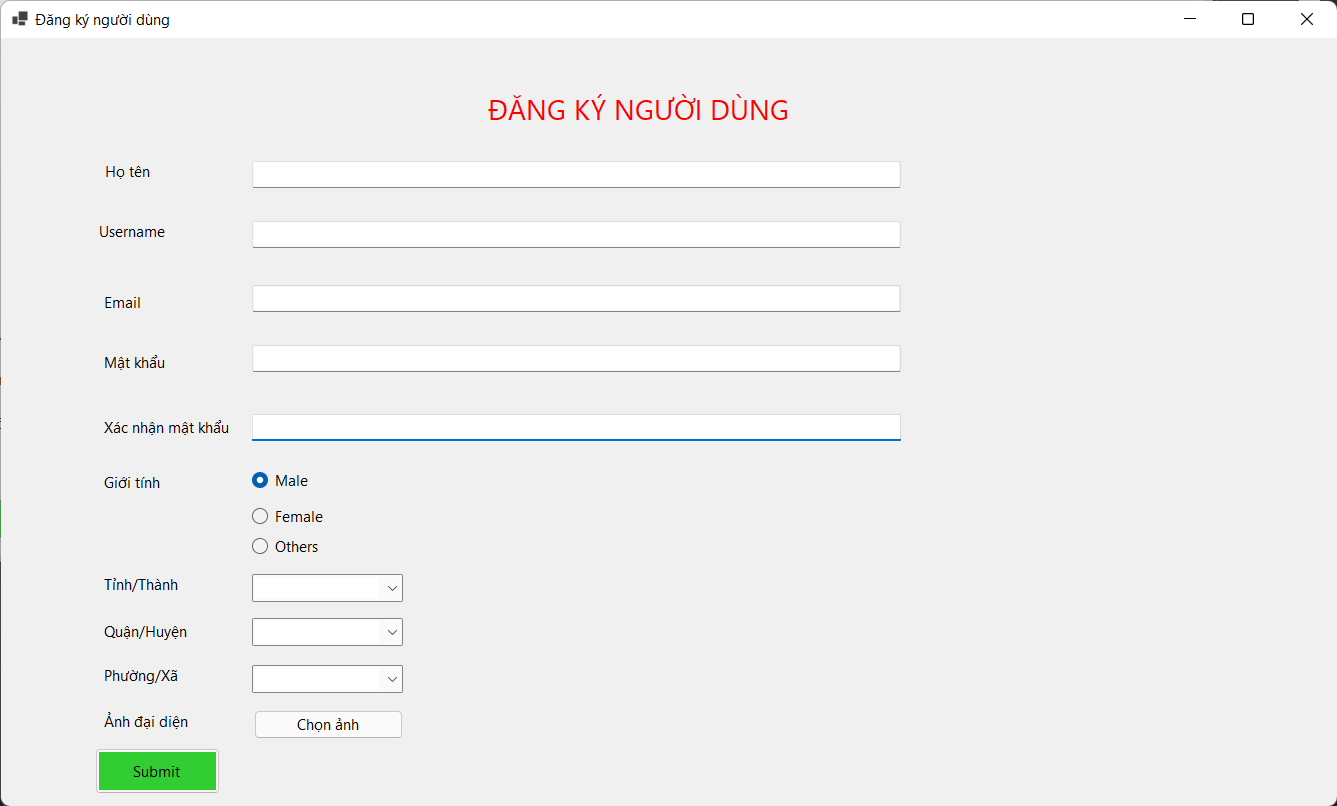 Đăng ký người dùng
ĐĂNG KÝ NGƯỜI DÙNG
Họ tên
Username
Email
Mật khẩu
Xác nhận mật khẩu
Giới tính
Male
Female
Others
Tỉnh/Thành
Quận/Huyện
Phường/Xã
Ảnh đại diện
Chọn ảnh
Submit